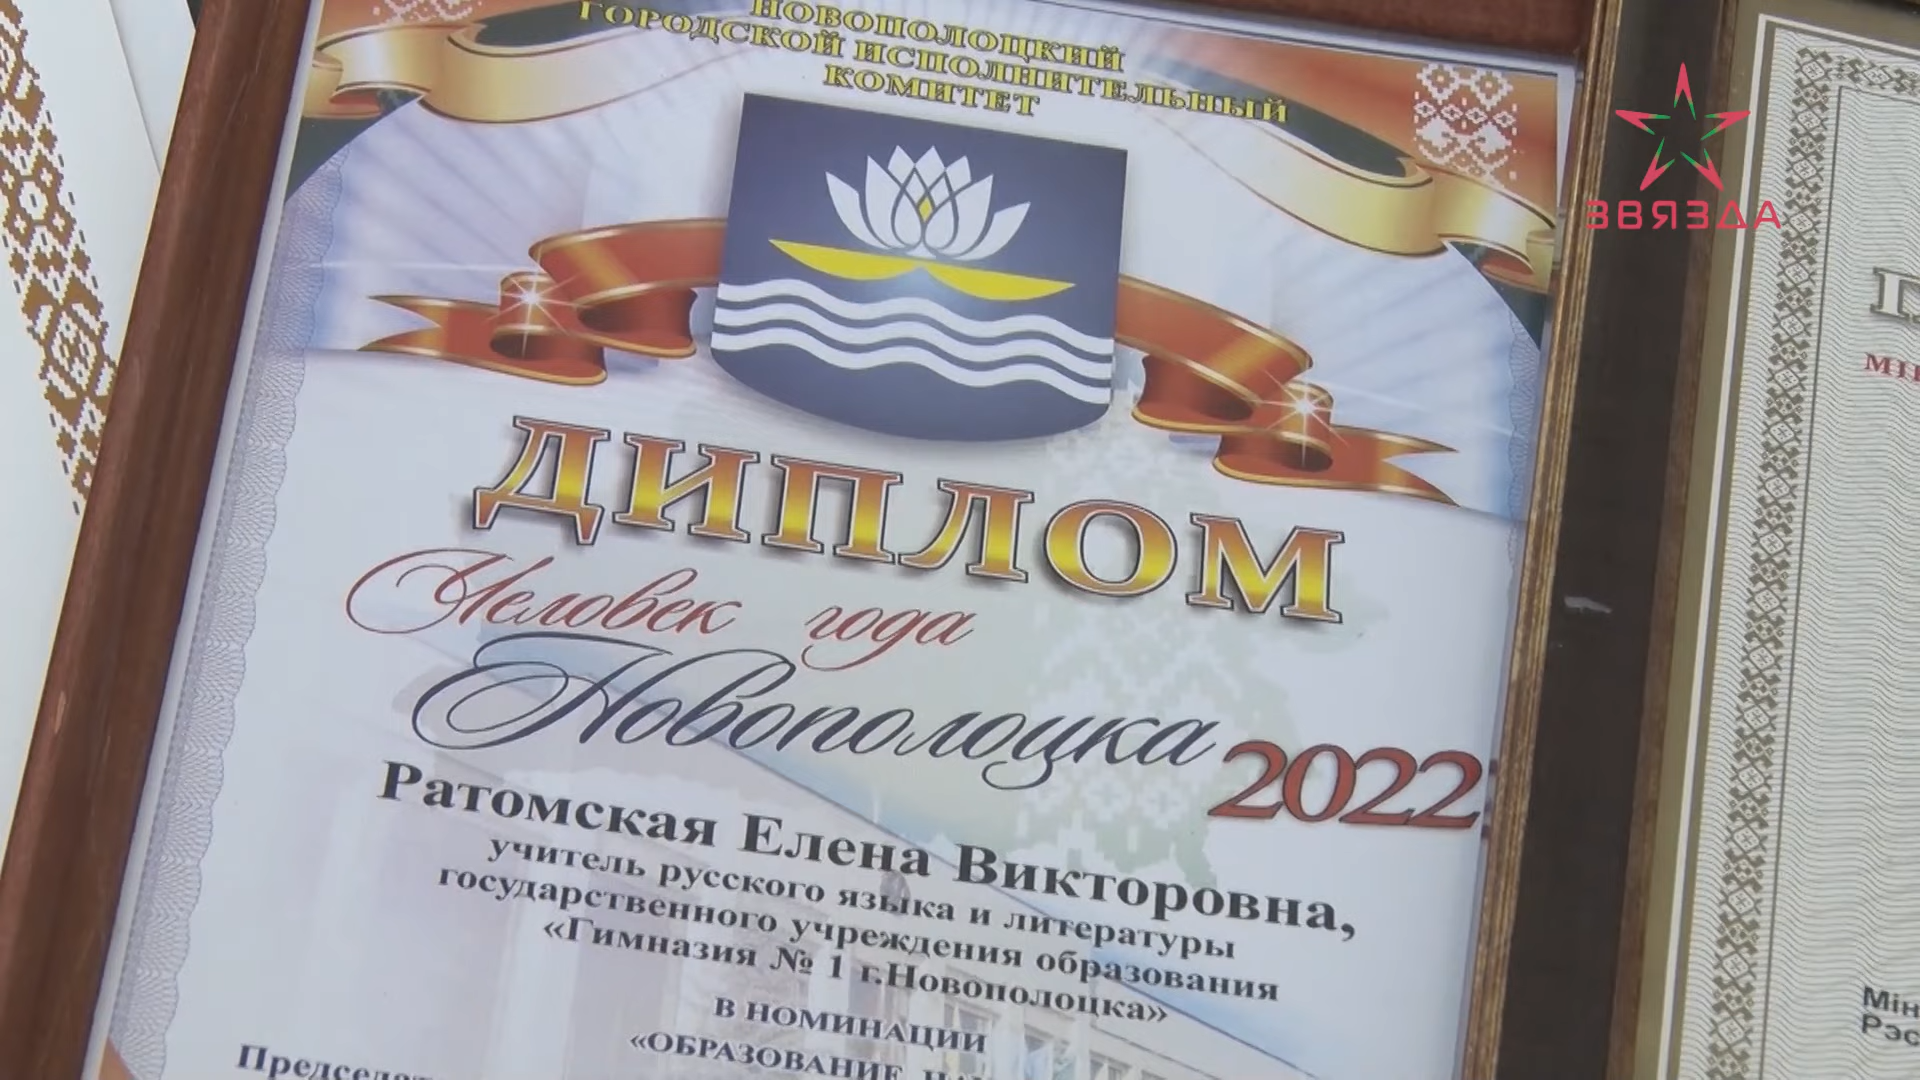 НОВОПОЛОЦКИЙ
ГОРОДСКОЙ ИСПОЛНИТЕЛЬНЫЙ
КОМИТЕТ
ЗВЯЗДА
ДИПЛОМ
Человек года
Новополоцка 2022
Ратомская Елена Викторовна,
учитель русского языка и литературы
государственного учреждения образования
«Гимназия № 1 г.Новополоцка»
В НОМИНАЦИИ
«ОБРАЗОВАНИЕ,